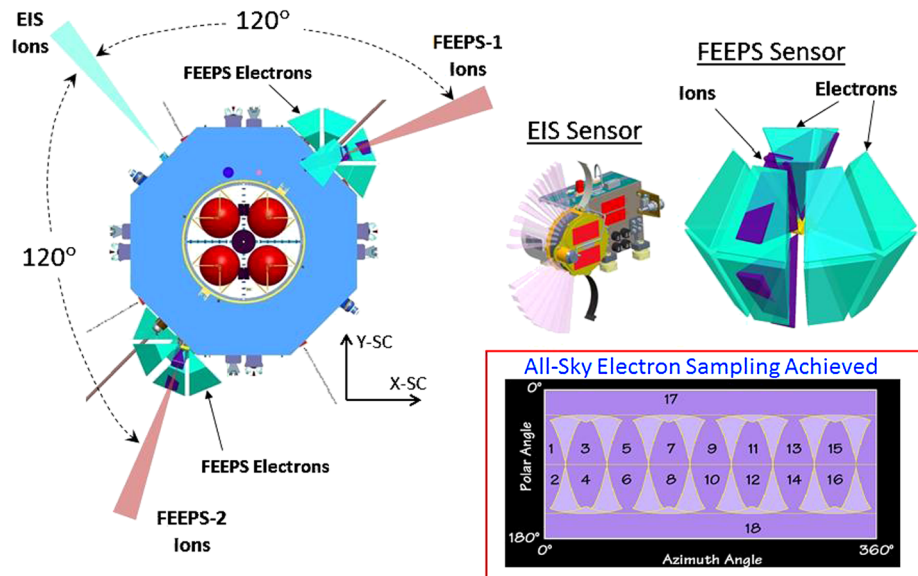 EIS
Ions
120°
FEEPS-1
Ions
FEEPS Electrons
120°
Y-SC
X-SC
FEEPS Electrons
FEEPS-2
Ions
EIS Sensor
FEEPS Sensor
Ions
Electrons
All-Sky Electron Sampling Achieved
0°
Polar Angle
180°
17
1 3 5 7 9 11 13 15
2 4 6 8 10 12 14 16
18
0°
360°
Azimuth Angle